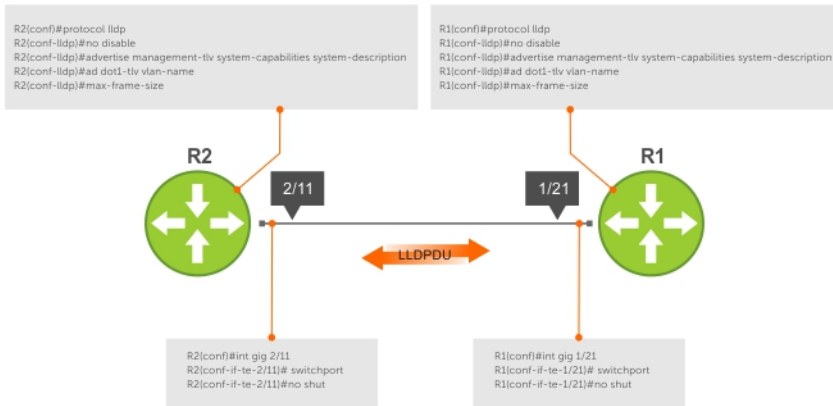 R2(conf)#protocol lldp
R2(conf-lldp)#no disable
R2(conf-lldp)#advertise management-tlv system-capabilities system-description
R2(conf-lldp)#ad dot1-tlv vlan-name
R2(conf-lldp)#max-frame-size
R1(conf)#protocol lldp
R1(conf-lldp)#no disable
R1(conf-lldp)#advertise management-tlv system-capabilities system-description
R1(conf-lldp)#ad dot1-tlv vlan-name
R1(conf-lldp)#max-frame-size
R2
R1
2/11
1/21
LLDPDU
R2(conf)#int gig 2/11
R2(conf-if-te-2/11)# switchport
R2(conf-if-te-2/11)#no shut
R1(conf)#int gig 1/21
R1(conf-if-te-1/21)# switchport
R1(conf-if-te-1/21)#no shut